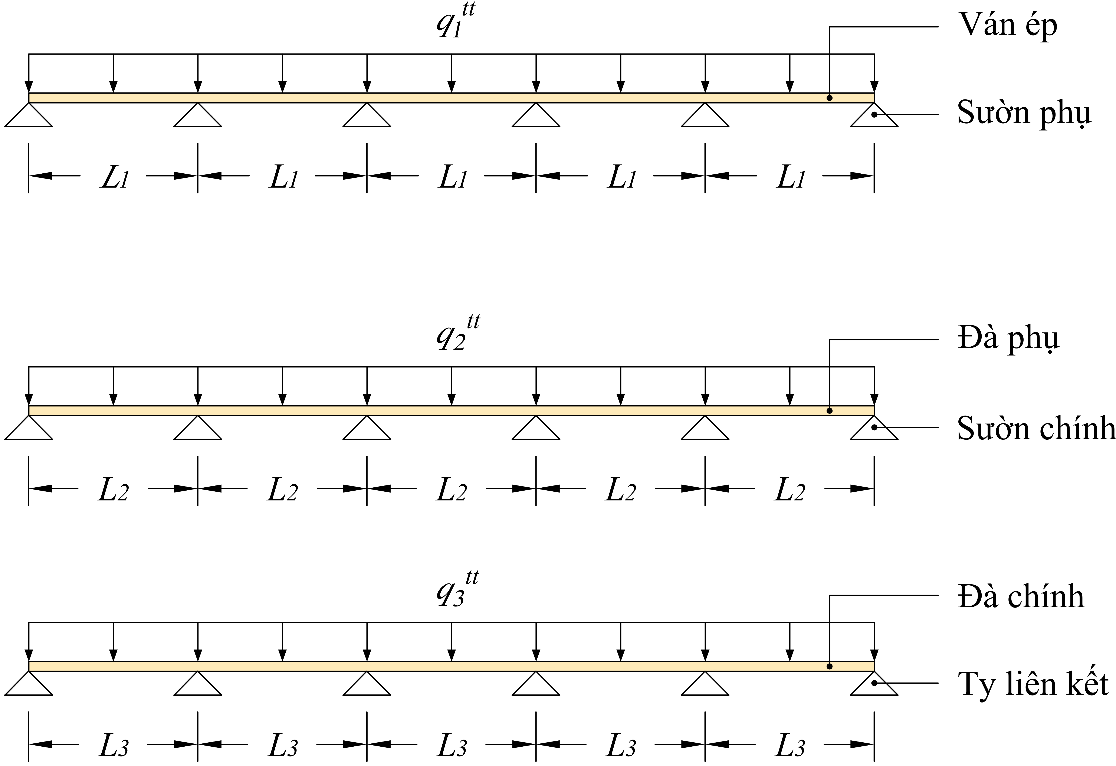 q₁ᵗᵗ
Ván ép
Sườn phụ
L₁ L₁ L₁ L₁ L₁
q₂ᵗᵗ
Đà phụ
Sườn chính
L₂ L₂ L₂ L₂ L₂
q₃ᵗᵗ
Đà chính
Ty liên kết
L₃ L₃ L₃ L₃ L₃